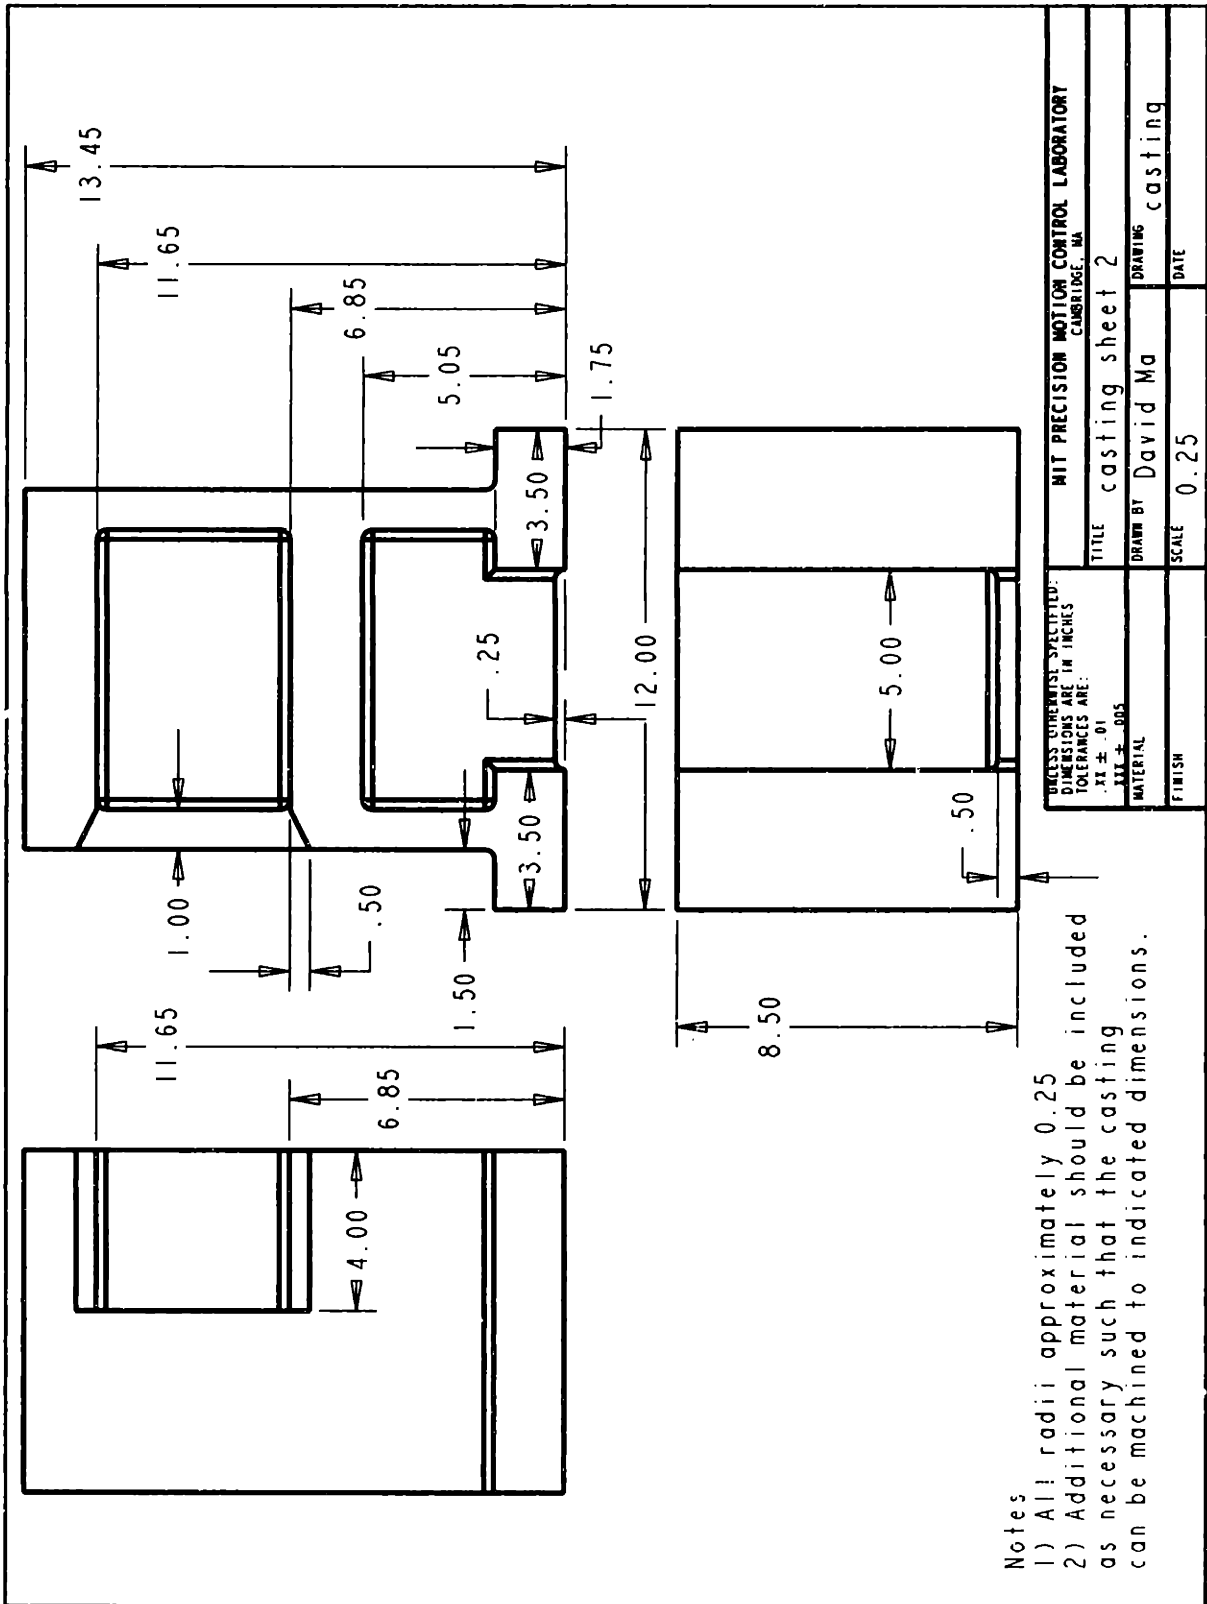 13.45
11.65
6.85
5.05
1.75
3.50
.25
12.00
3.50
1.00
.50
1.50
11.65
6.85
4.00
8.50
5.00
.50
Notes
1) All radii approximately 0.25
2) Additional material should be included
as necessary such that the casting
can be machined to indicated dimensions.
UNLESS OTHERWISE SPECIFIED:
DIMENSIONS ARE IN INCHES
TOLERANCES ARE:
.XX ± .01
.XXX ± .005
MATERIAL
FINISH
MIT PRECISION MOTION CONTROL LABORATORY
CAMBRIDGE, MA
TITLE casting sheet 2
DRAWN BY David Ma
DRAWING casting
SCALE 0.25
DATE